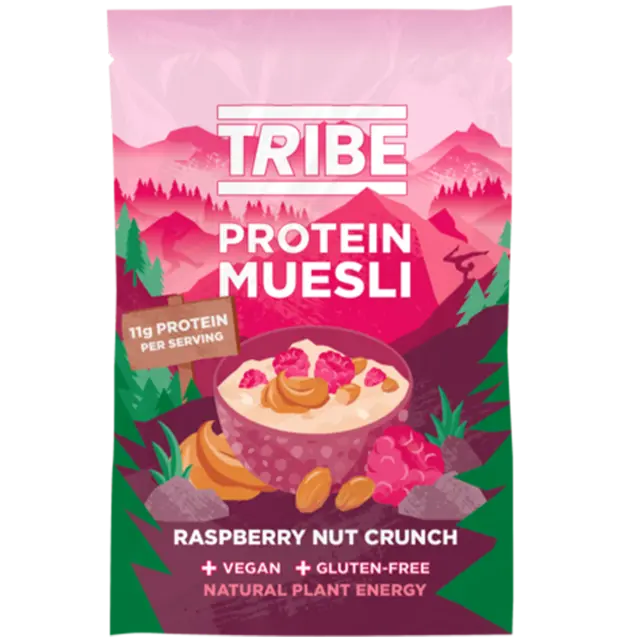 TRIBE
PROTEIN
MUESLI
11g PROTEIN
PER SERVING
RASPBERRY NUT CRUNCH
+ VEGAN + GLUTEN-FREE
NATURAL PLANT ENERGY